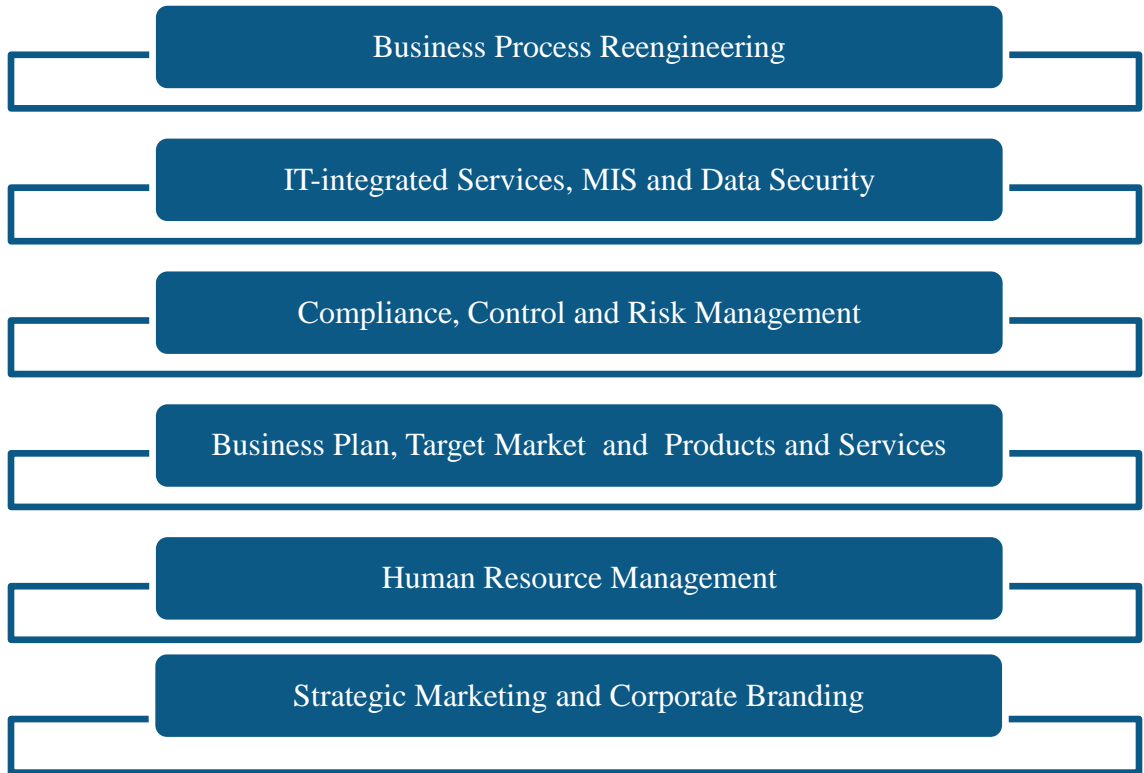 Business Process Reengineering
IT-integrated Services, MIS and Data Security
Compliance, Control and Risk Management
Business Plan, Target Market  and  Products and Services
Human Resource Management
Strategic Marketing and Corporate Branding